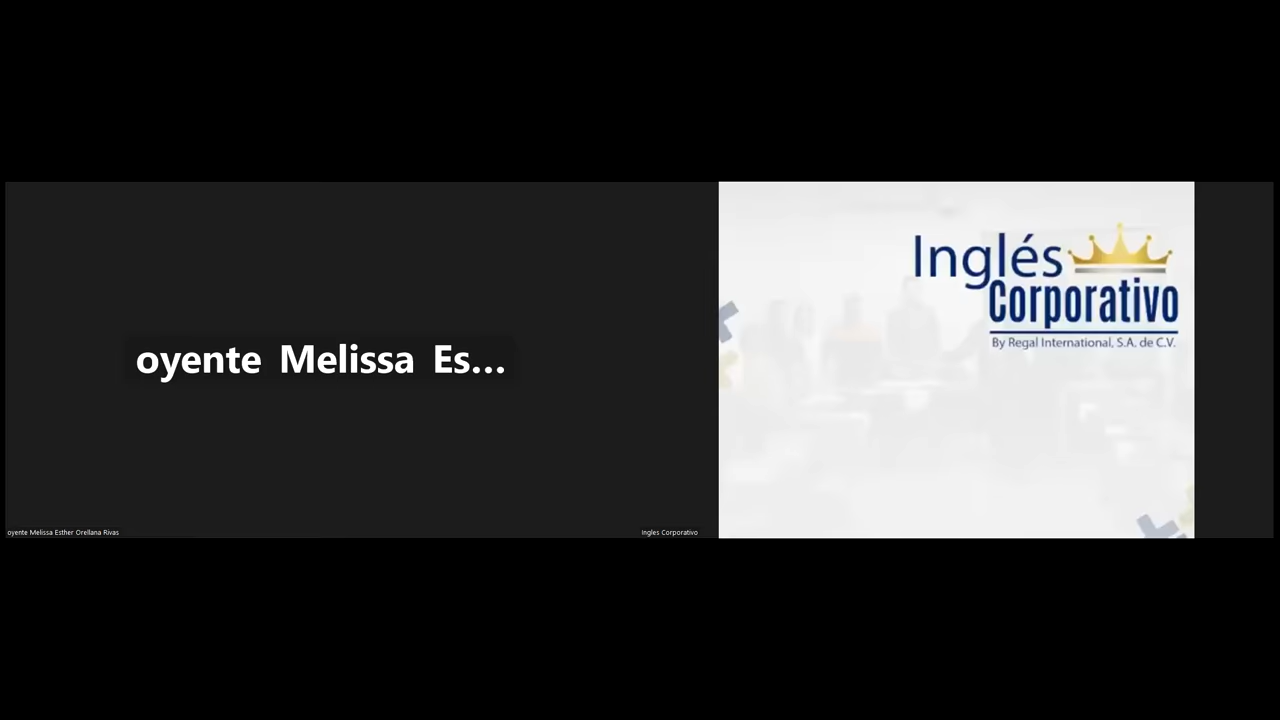 oyente Melissa Es...
oyente Melissa Esther Orellana Rivas
Inglés
Corporativo
By Regal International, S.A. de C.V.
Ingles Corporativo